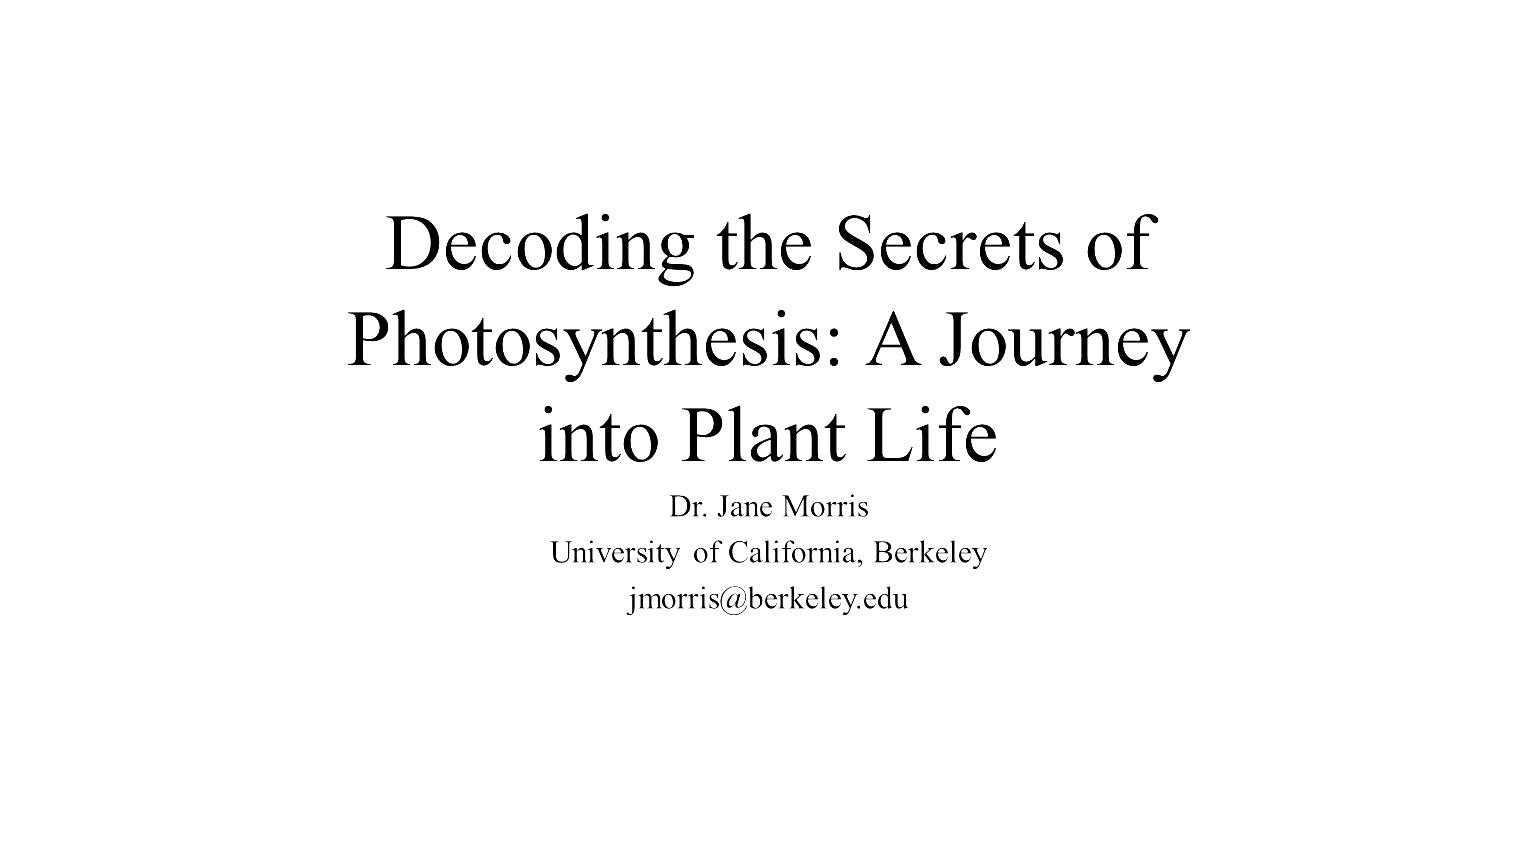 Decoding the Secrets of
Photosynthesis: A Journey
into Plant Life
Dr. Jane Morris
University of California, Berkeley
jmorris@berkeley.edu